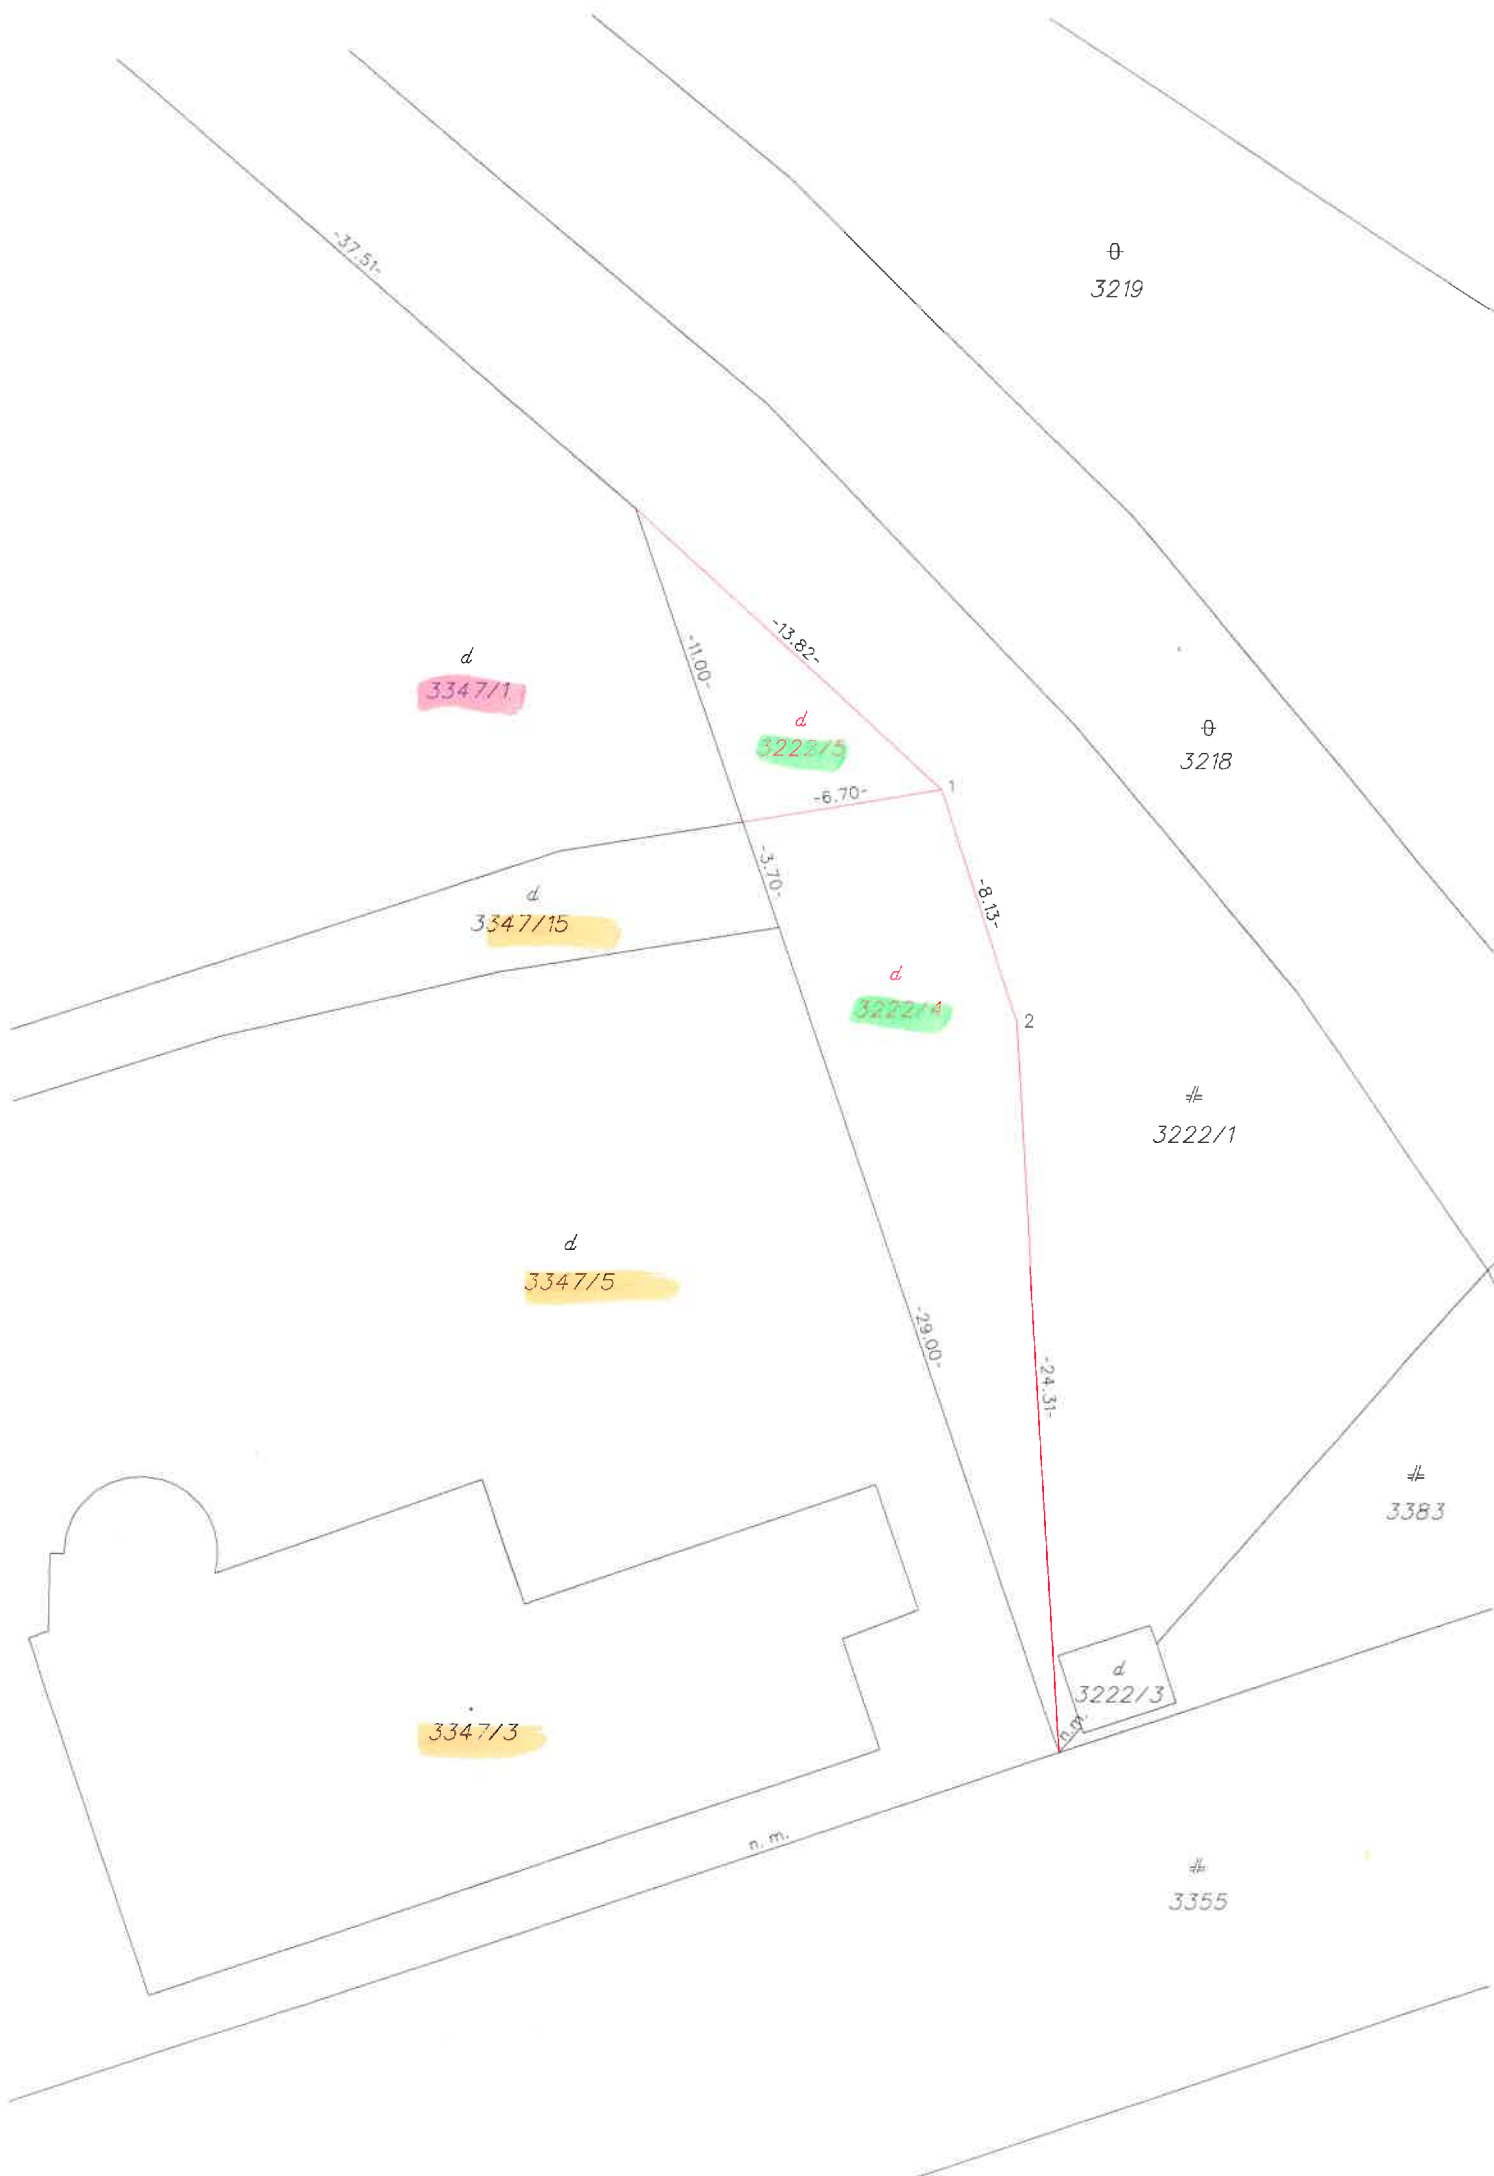 -37.51-
3219
-11.00-
-13.82-
d
3347/1
d
3222/5
3218
-6.70-
1
-3.70-
d
3347/15
-8.13-
d
3222/4
2
3222/1
d
3347/5
-29.00-
-24.31-
3383
d
3222/3
n.m.
3347/3
n.m.
3355